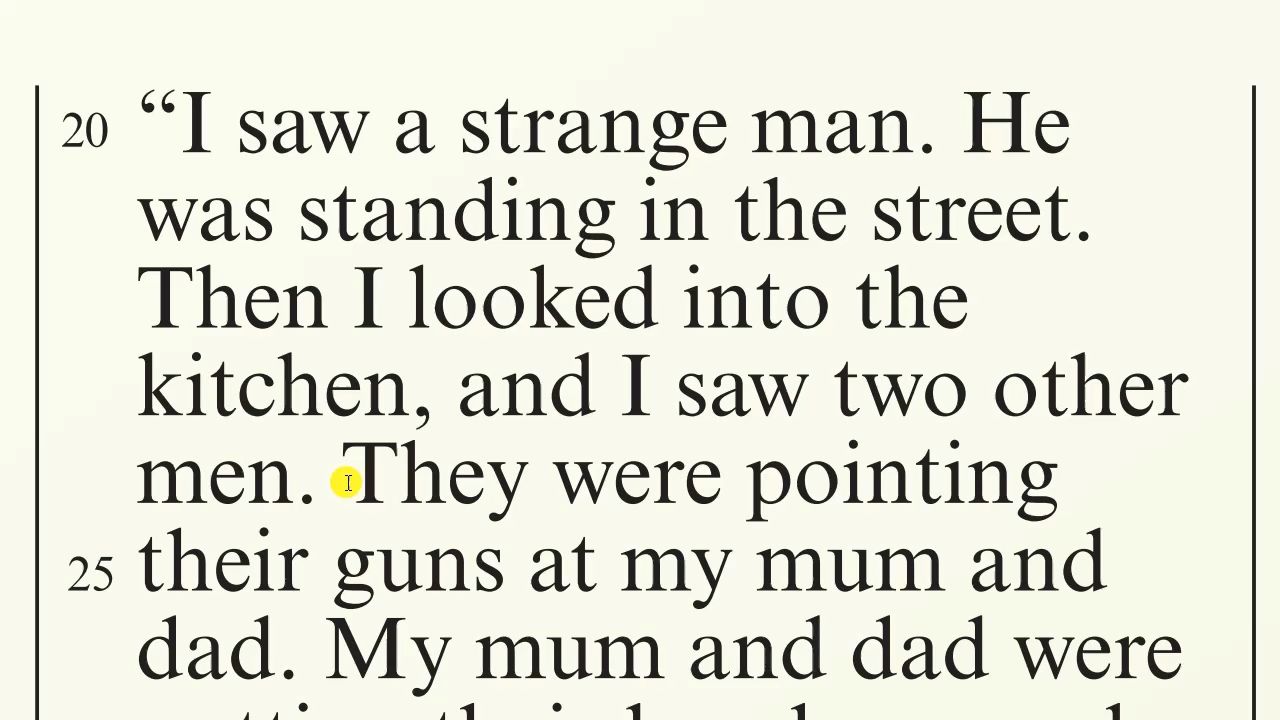 20 “I saw a strange man. He
was standing in the street.
Then I looked into the
kitchen, and I saw two other
men. They were pointing
25 their guns at my mum and
dad. My mum and dad were